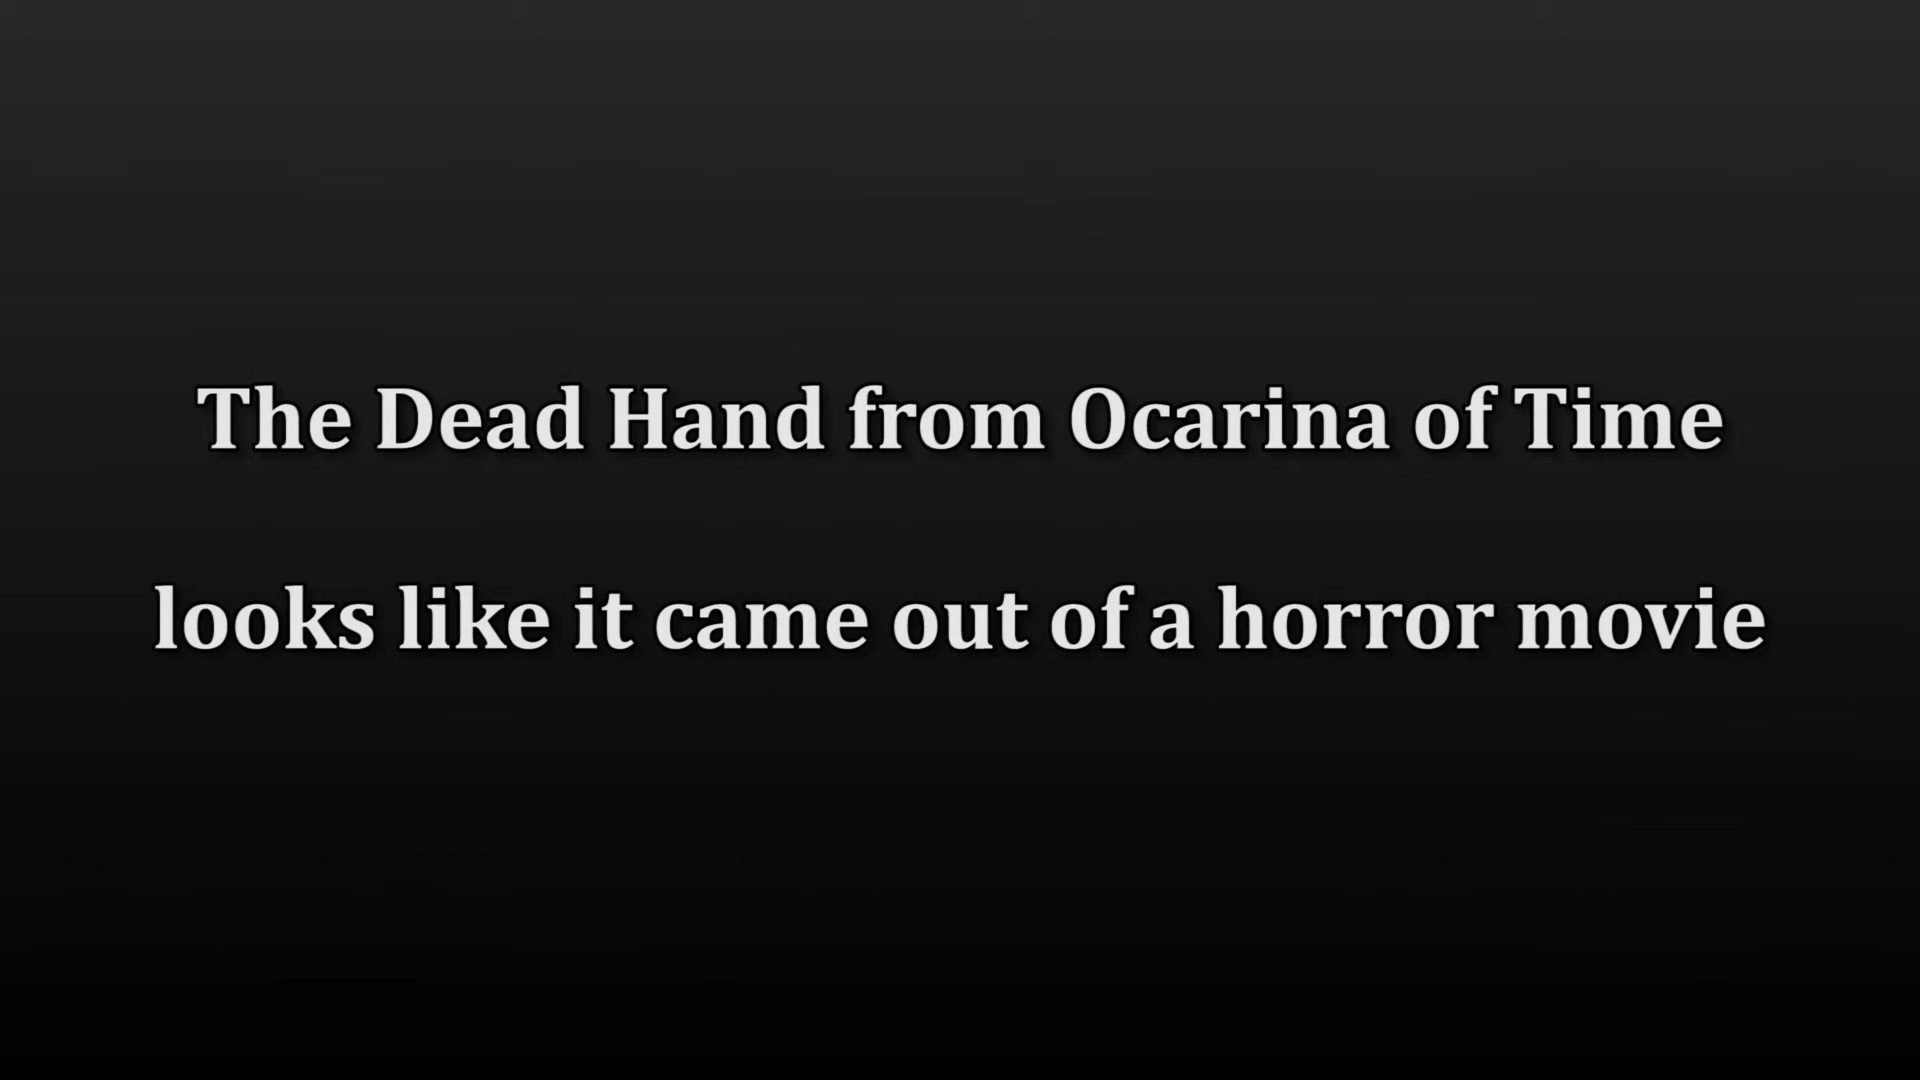 The Dead Hand from Ocarina of Time
looks like it came out of a horror movie